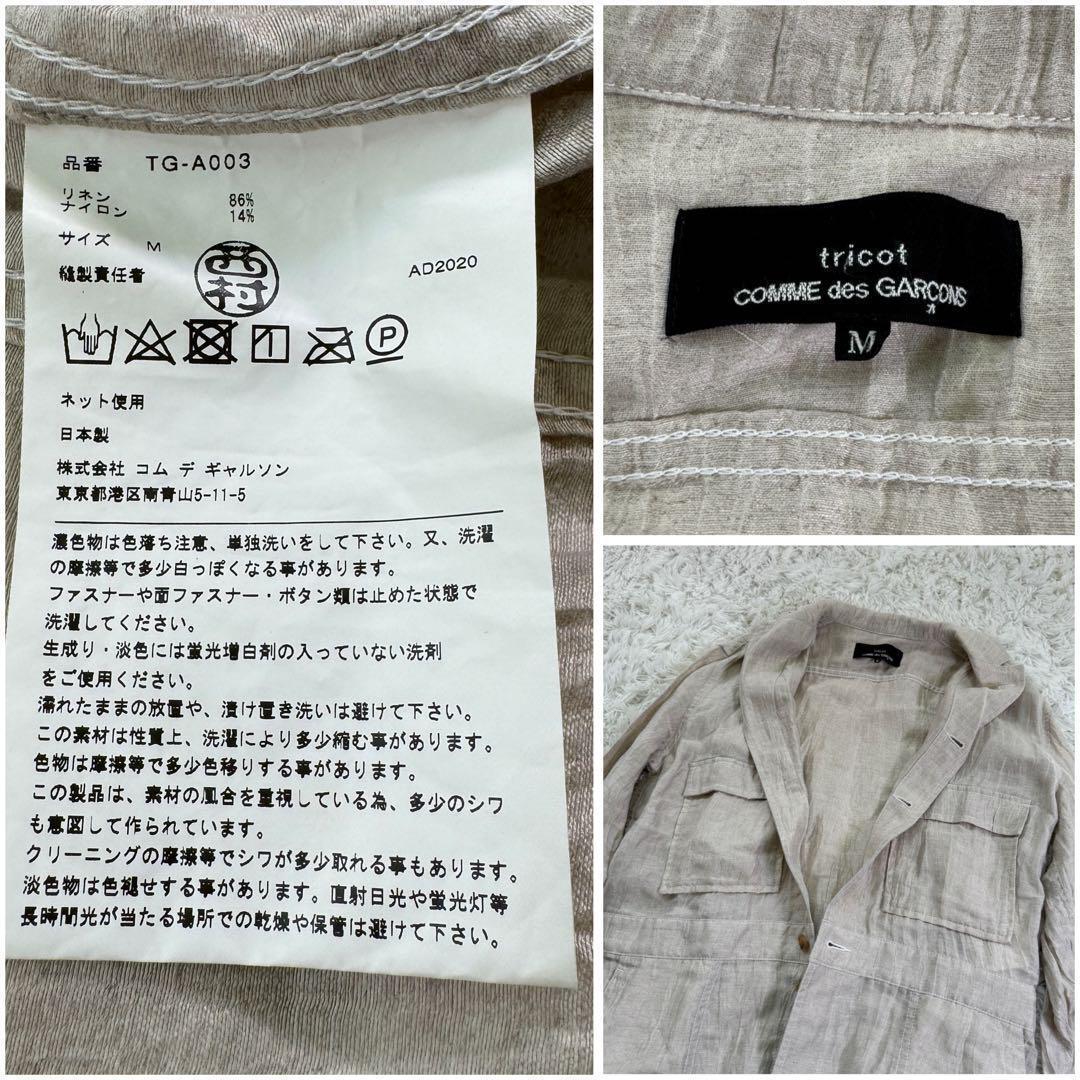 品番 TG-A003
リネン 86%
ナイロン 14%
サイズ M
縫製責任者 西村 AD2020
P
ネット使用
日本製
株式会社 コム デ ギャルソン
東京都港区南青山5-11-5
濃色物は色落ち注意、単独洗いをして下さい。又、洗濯
の摩擦等で多少白っぽくなる事があります。
ファスナーや面ファスナー・ボタン類は止めた状態で
洗濯してください。
生成り・淡色には蛍光増白剤の入っていない洗剤
をご使用ください。
濡れたままの放置や、漬け置き洗いは避けて下さい。
この素材は性質上、洗濯により多少縮む事があります。
色物は摩擦等で多少色移りする事があります。
この製品は、素材の風合を重視している為、多少のシワ
も意図して作られています。
クリーニングの摩擦等でシワが多少取れる事もあります。
淡色物は色褪せする事があります。直射日光や蛍光灯等
長時間光が当たる場所での乾燥や保管は避けて下さい。
tricot
COMME des GARÇONS
M
tricot
COMME des GARÇONS